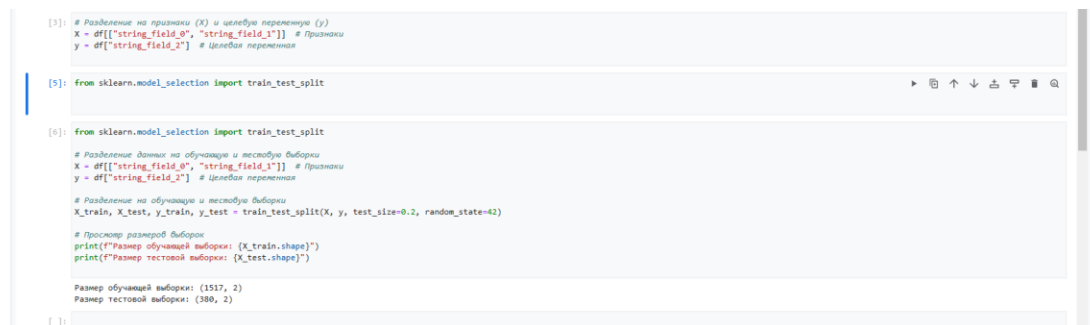 [3]: # Разделение на признаки (X) и целевую переменную (y)
X = df[["string_field_0", "string_field_1"]]  # Признаки
y = df["string_field_2"]  # Целевая переменная
[5]: from sklearn.model_selection import train_test_split
[6]: from sklearn.model_selection import train_test_split
# Разделение данных на обучающую и тестовую выборки
X = df[["string_field_0", "string_field_1"]]  # Признаки
y = df["string_field_2"]  # Целевая переменная
# Разделение на обучающую и тестовую выборки
X_train, X_test, y_train, y_test = train_test_split(X, y, test_size=0.2, random_state=42)
# Просмотр размеров выборок
print(f"Размер обучающей выборки: {X_train.shape}")
print(f"Размер тестовой выборки: {X_test.shape}")
Размер обучающей выборки: (1517, 2)
Размер тестовой выборки: (380, 2)
[ ]: